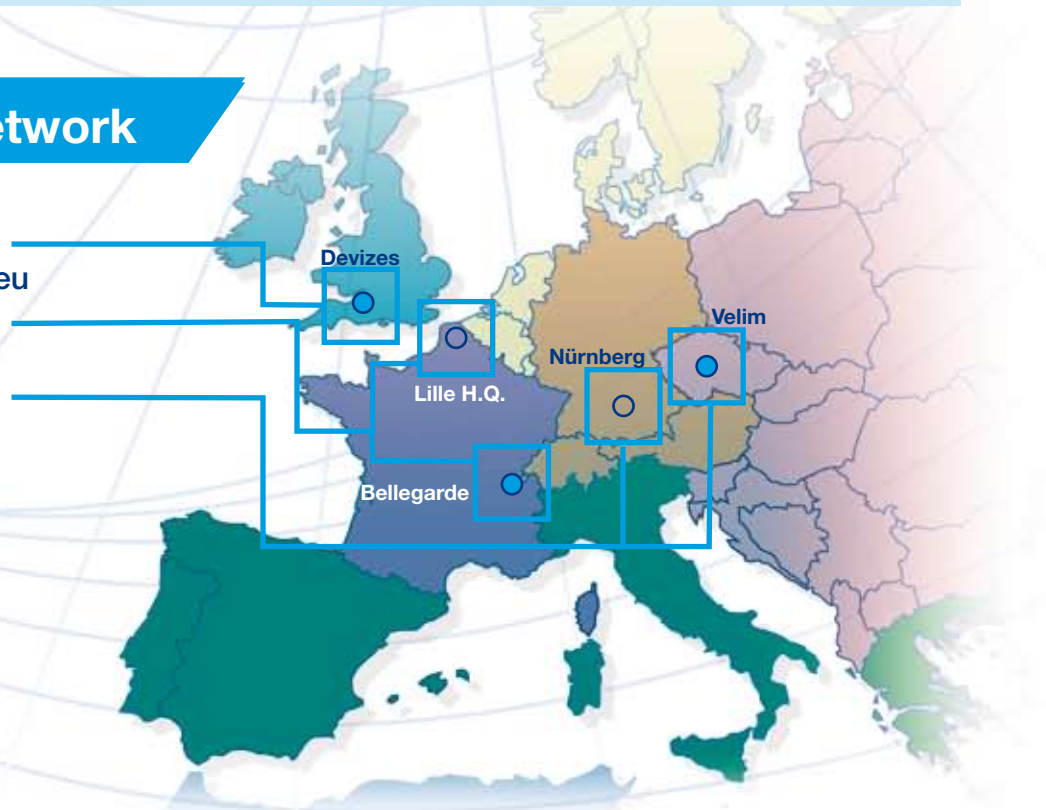 etwork
eu
Devizes
Velim
Nürnberg
Lille H.Q.
Bellegarde